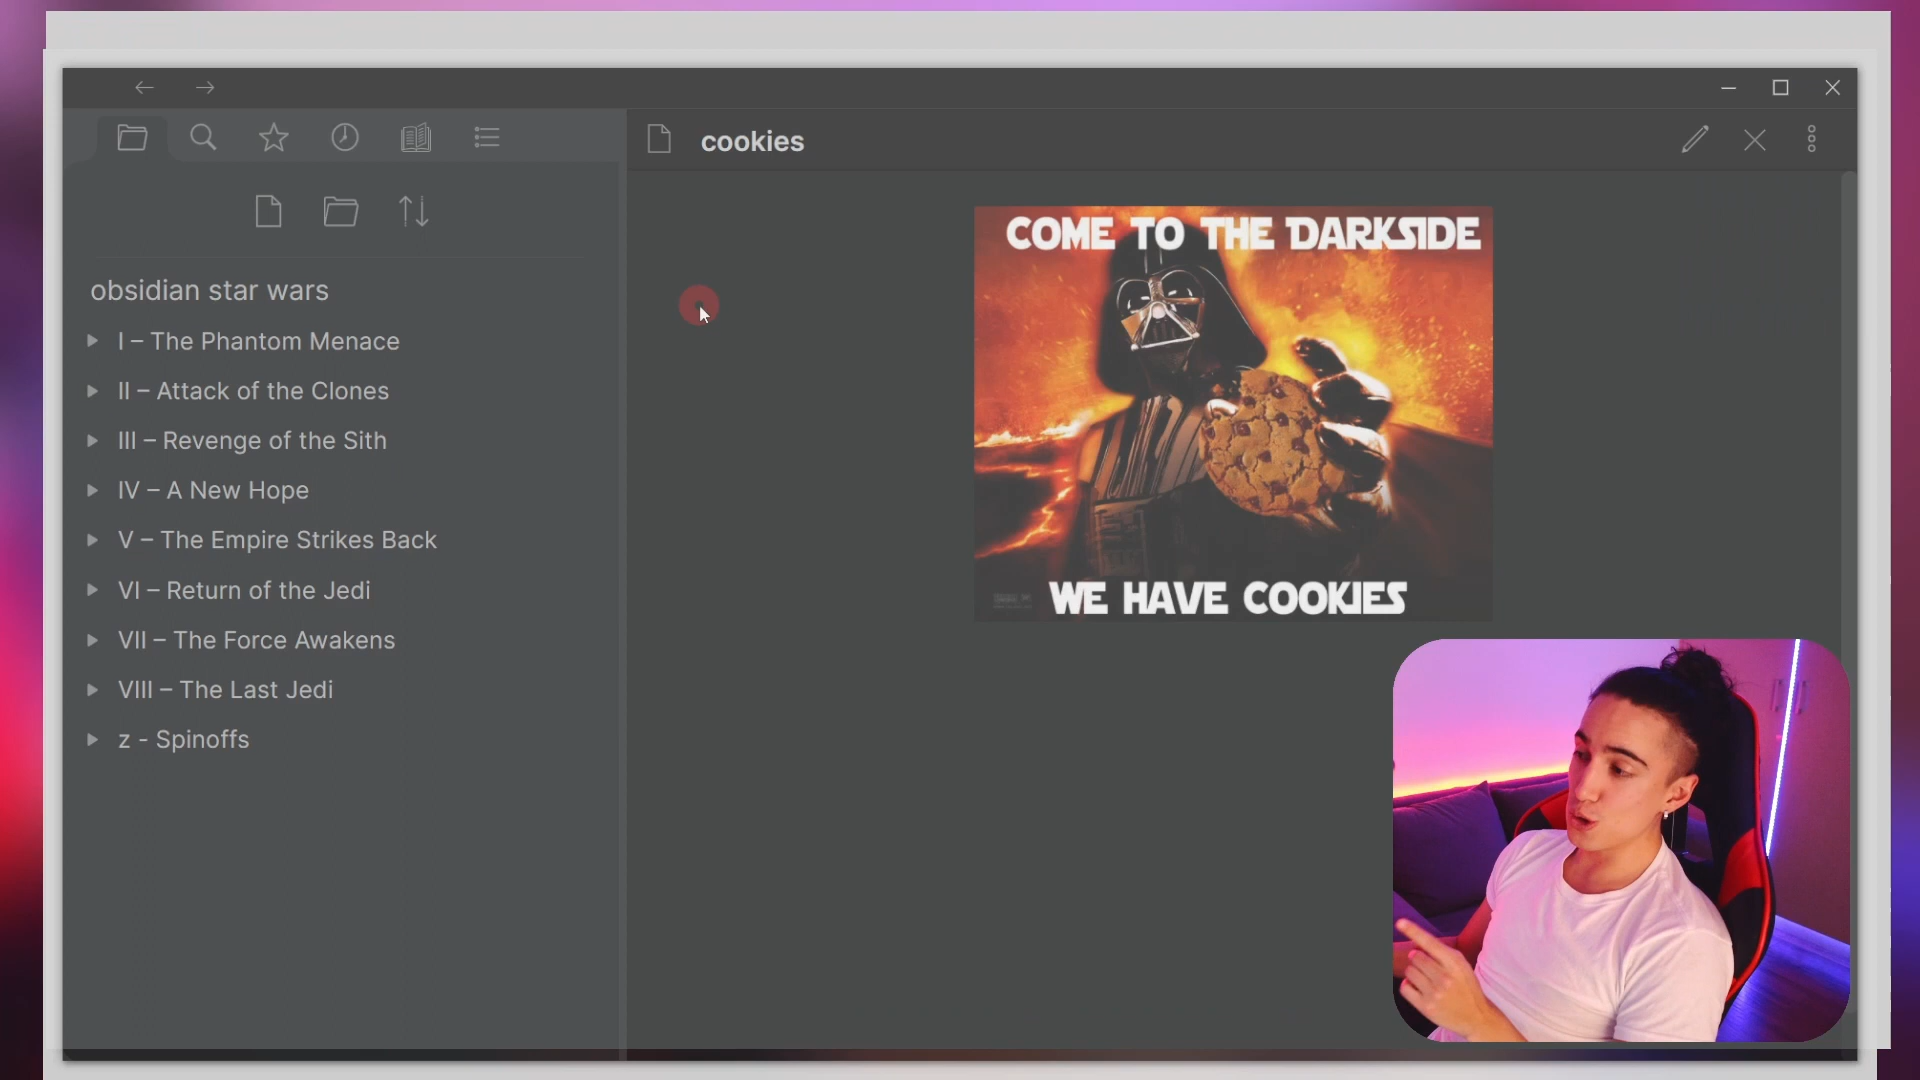 cookies
obsidian star wars
I – The Phantom Menace
II – Attack of the Clones
III – Revenge of the Sith
IV – A New Hope
V – The Empire Strikes Back
VI – Return of the Jedi
VII – The Force Awakens
VIII – The Last Jedi
z - Spinoffs
COME TO THE DARKSIDE
WE HAVE COOKIES